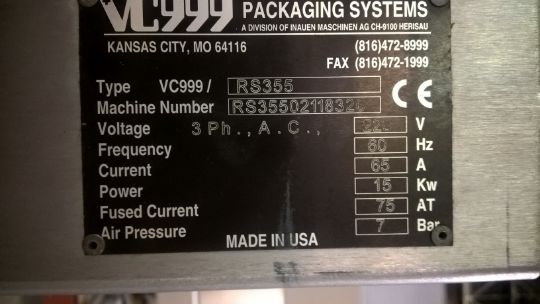 VC999 PACKAGING SYSTEMS
A DIVISION OF INAUEN MASCHINEN AG CH-9100 HERISAU
KANSAS CITY, MO 64116 (816)472-8999
FAX (816)472-1999
Type VC999 / RS355 CE
Machine Number
Voltage 3 Ph., A.C., V
Frequency 60 Hz
Current 65 A
Power 15 Kw
Fused Current 75 AT
Air Pressure 7 Bar
MADE IN USA